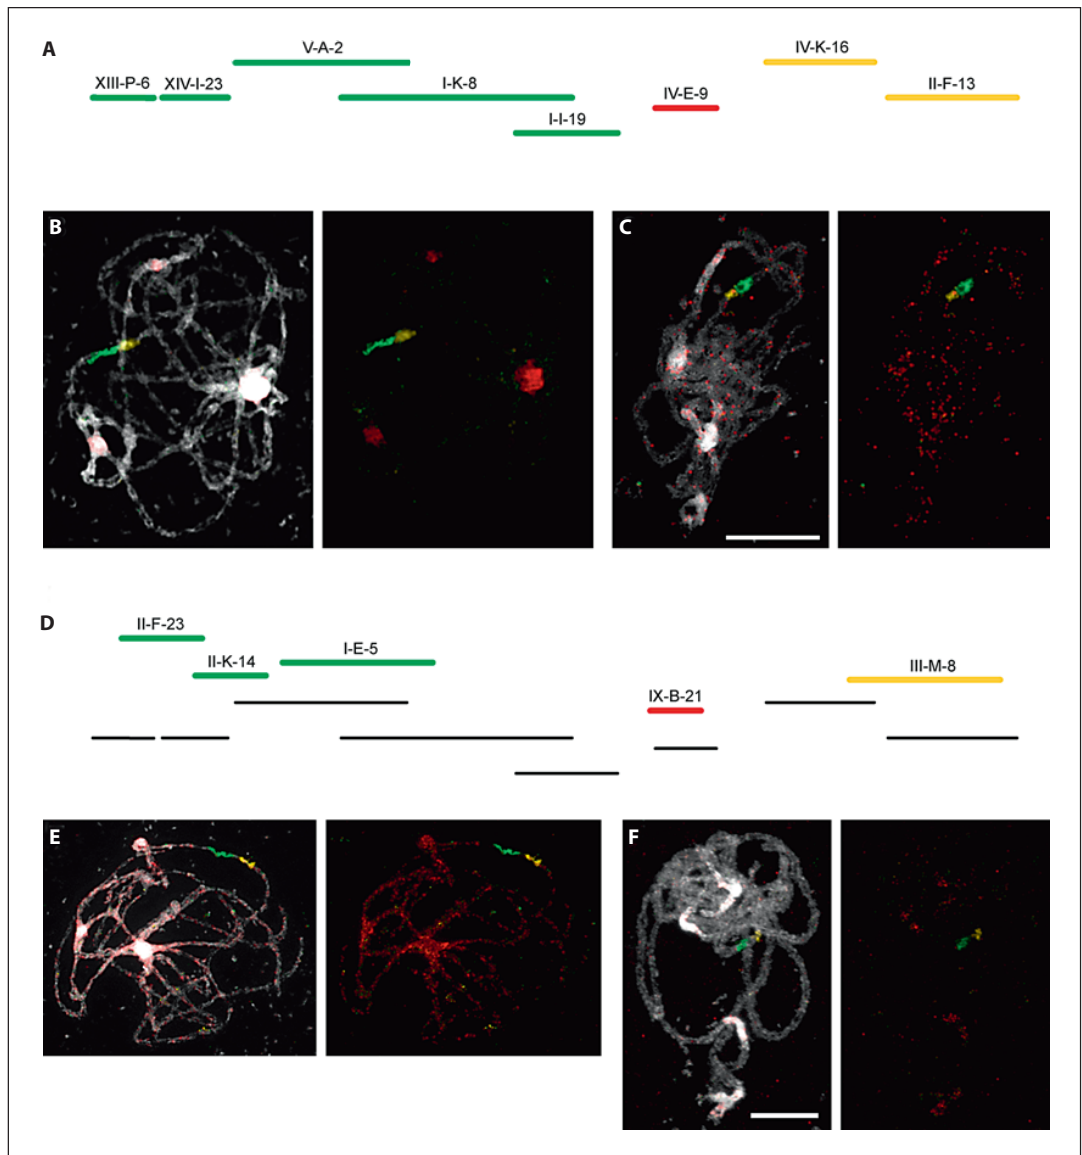 A
V-A-2
IV-K-16
XIII-P-6 XIV-I-23
I-K-8
II-F-13
IV-E-9
I-I-19
B
C
D
II-F-23
I-E-5
II-K-14
III-M-8
IX-B-21
E
F